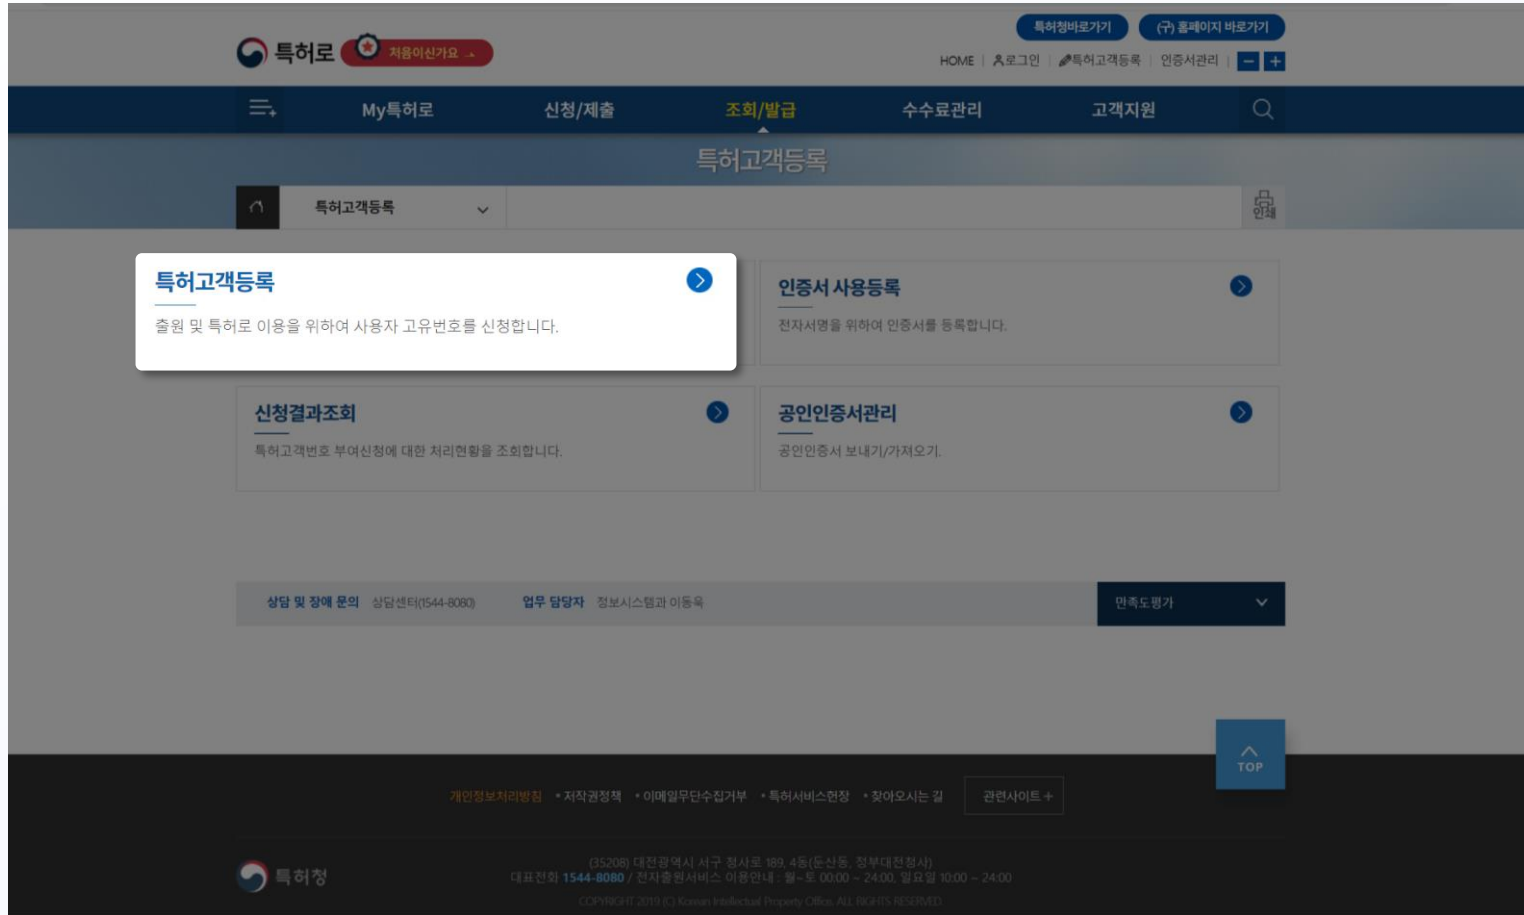 특허청바로가기
(구) 홈페이지 바로가기
특허로
처음이신가요
HOME
로그인
특허고객등록
인증서관리
My특허로
신청/제출
조회/발급
수수료관리
고객지원
특허고객등록
특허고객등록
인쇄
특허고객등록
출원 및 특허로 이용을 위하여 사용자 고유번호를 신청합니다.
인증서 사용등록
전자서명을 위하여 인증서를 등록합니다.
신청결과조회
특허고객번호 부여신청에 대한 처리현황을 조회합니다.
공인인증서관리
공인인증서 보내기/가져오기.
상담 및 장애 문의 상담센터(1544-8080) 업무 담당자 정보시스템과 이동욱
만족도평가
TOP
개인정보처리방침 • 저작권정책 • 이메일무단수집거부 • 특허서비스헌장 • 찾아오시는 길
관련사이트 +
특허청
(35208) 대전광역시 서구 청사로 189, 4동(둔산동, 정부대전청사)
대표전화 1544-8080 / 전자출원서비스 이용안내 : 월~토 00:00 ~ 24:00, 일요일 10:00 ~ 24:00
COPYRIGHT 2019 (C) Korean Intellectual Property Office, ALL RIGHTS RESERVED.